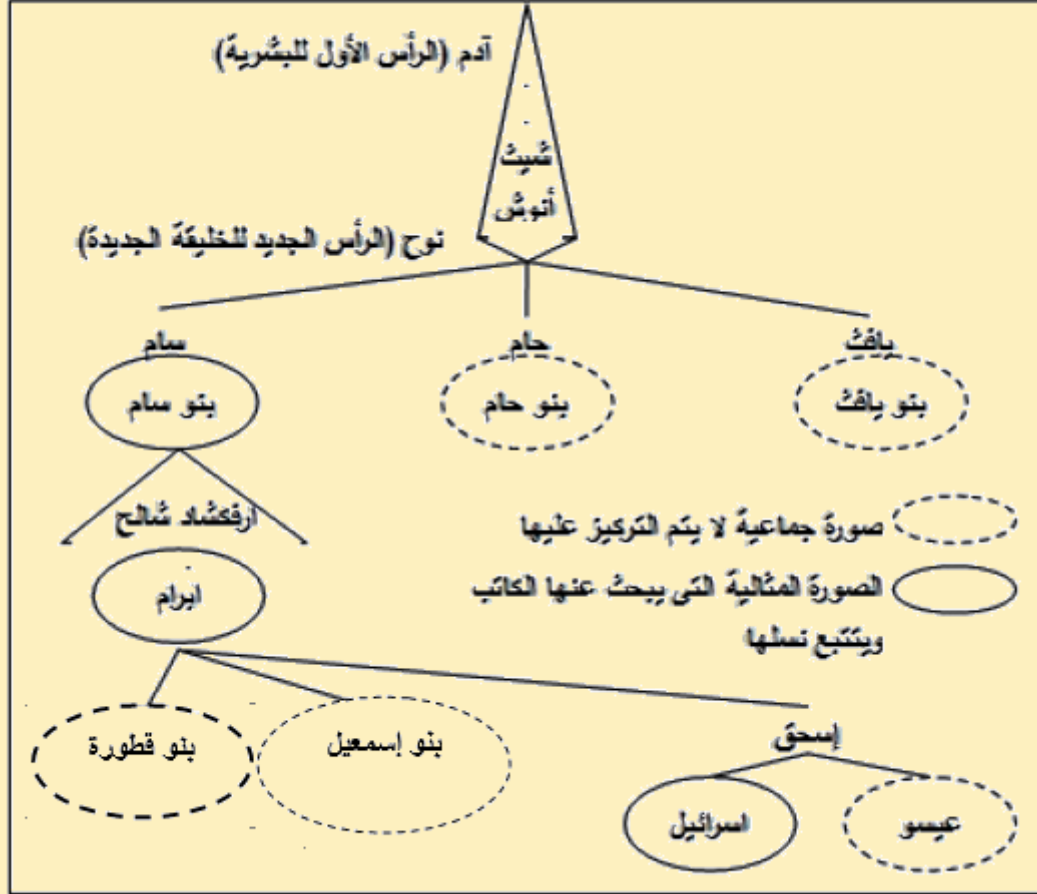 آدم (الرأس الأول للبشرية)
شيث
أنوش
نوح (الرأس الجديد للخليقة الجديدة)
يافث
حام
سام
بنو يافث
بنو حام
بنو سام
ارفكشاد شالح
صورة جماعية لا يتم التركيز عليها
ابرام
الصورة المثالية التى يبحث عنها الكاتب
ويتتبع نسلها
إسحق
بنو إسمعيل
بنو قطورة
عيسو
اسرائيل